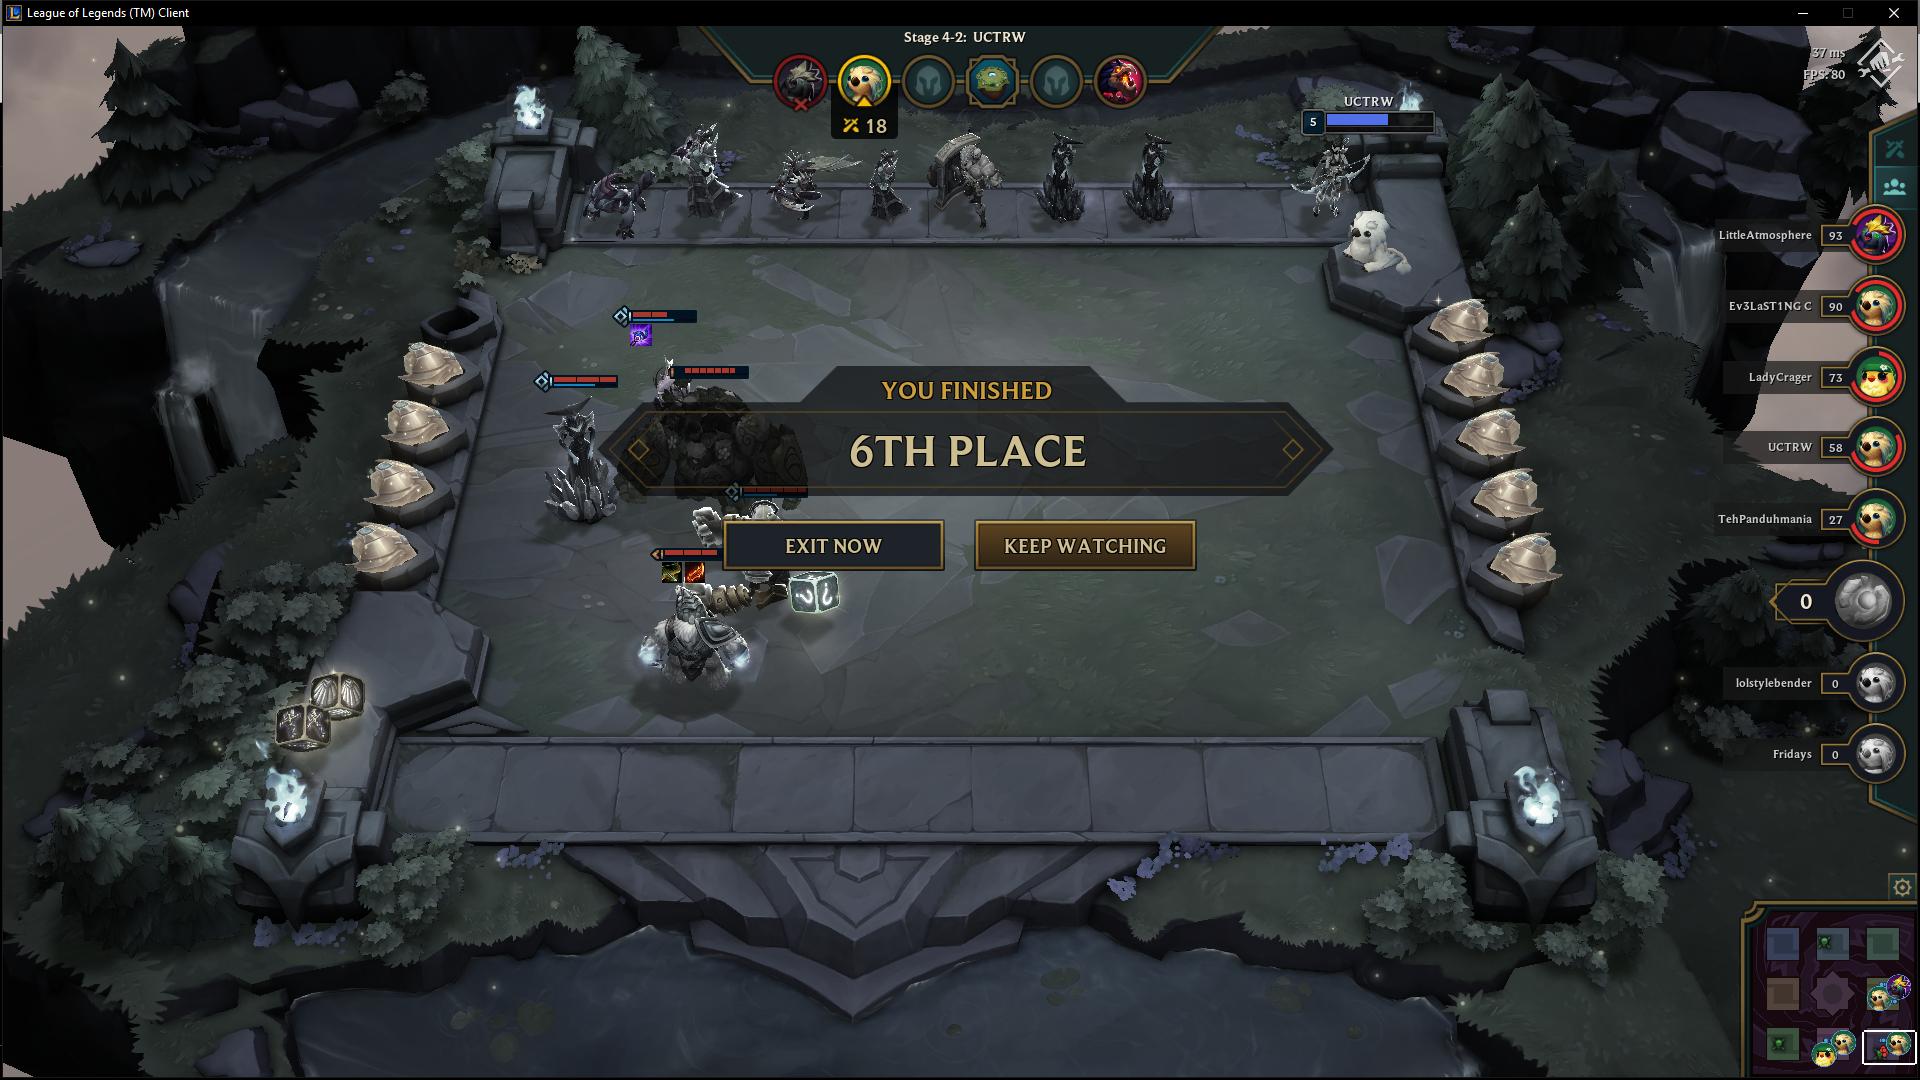 League of Legends (TM) Client
Stage 4-2: UCTRW
37 ms
FPS: 80
18
UCTRW
5
LittleAtmosphere 93
Ev3LaST1NG C 90
LadyCrager 73
YOU FINISHED
6TH PLACE
UCTRW 58
TehPanduhmania 27
EXIT NOW
KEEP WATCHING
0
lolstylebender 0
Fridays 0